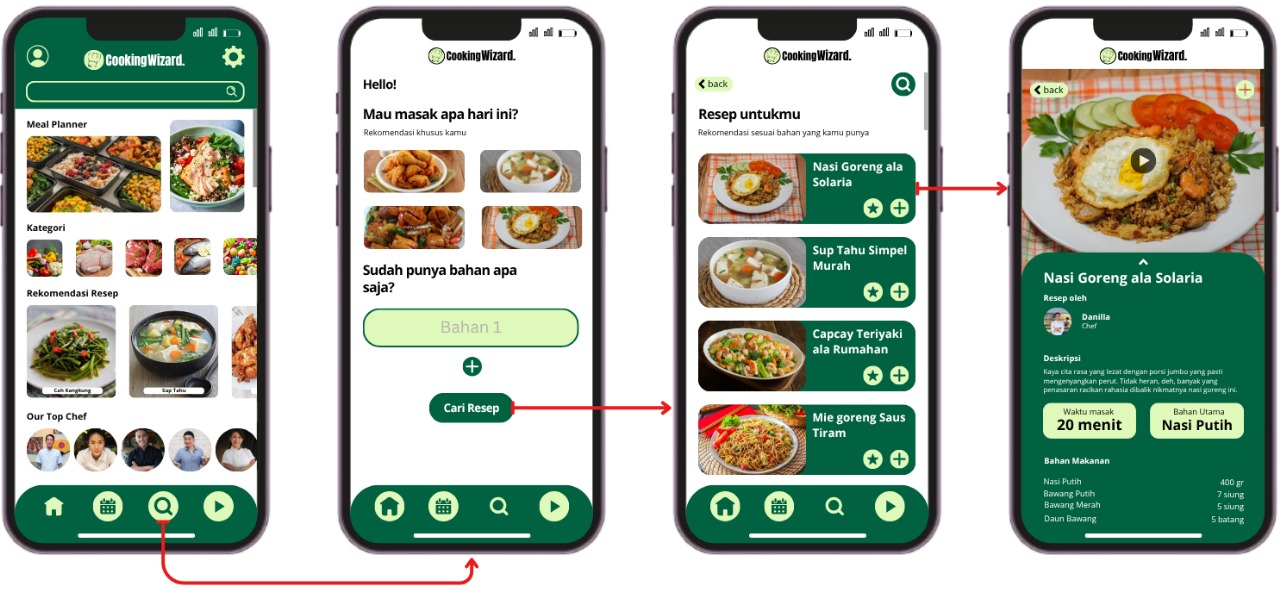 CookingWizard.
Meal Planner
Kategori
Rekomendasi Resep
Cah Kangkung
Sup Tahu
Our Top Chef
CookingWizard.
Hello!
Mau masak apa hari ini?
Rekomendasi khusus kamu
Sudah punya bahan apa
saja?
Bahan 1
Cari Resep
CookingWizard.
back
Resep untukmu
Rekomendasi sesuai bahan yang kamu punya
Nasi Goreng ala
Solaria
Sup Tahu Simpel
Murah
Capcay Teriyaki
ala Rumahan
Mie goreng Saus
Tiram
CookingWizard.
back
Nasi Goreng ala Solaria
Resep oleh
Danilla
Chef
Deskripsi
Kaya cita rasa yang lezat dengan porsi jumbo yang pasti
mengenyangkan perut. Tidak heran, deh, banyak yang
penasaran racikan rahasia dibalik nikmatnya nasi goreng ini.
Waktu masak
20 menit
Bahan Utama
Nasi Putih
Bahan Makanan
Nasi Putih 400 gr
Bawang Putih 7 siung
Bawang Merah 5 siung
Daun Bawang 5 batang